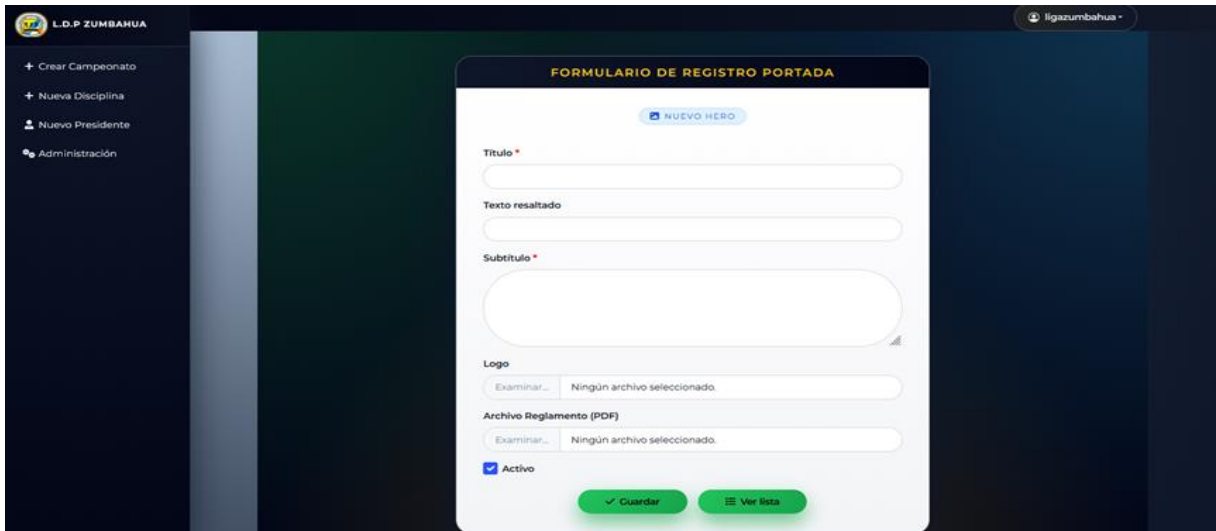 L.D.P ZUMBAHUA
ligazumbahua
Crear Campeonato
Nueva Disciplina
Nuevo Presidente
Administración
FORMULARIO DE REGISTRO PORTADA
NUEVO HERO
Título *
Texto resaltado
Subtítulo *
Logo
Examinar... Ningún archivo seleccionado.
Archivo Reglamento (PDF)
Examinar... Ningún archivo seleccionado.
Activo
Guardar Ver lista